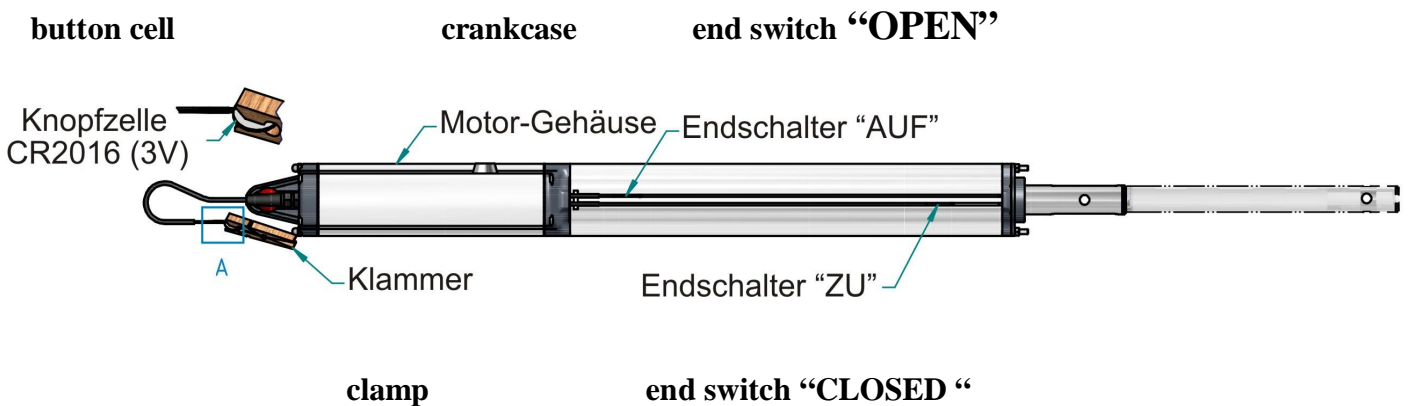 button cell crankcase end switch “OPEN”
Knopfzelle
CR2016 (3V)
Motor-Gehäuse
Endschalter “AUF”
A
Klammer
Endschalter “ZU”
clamp end switch “CLOSED “